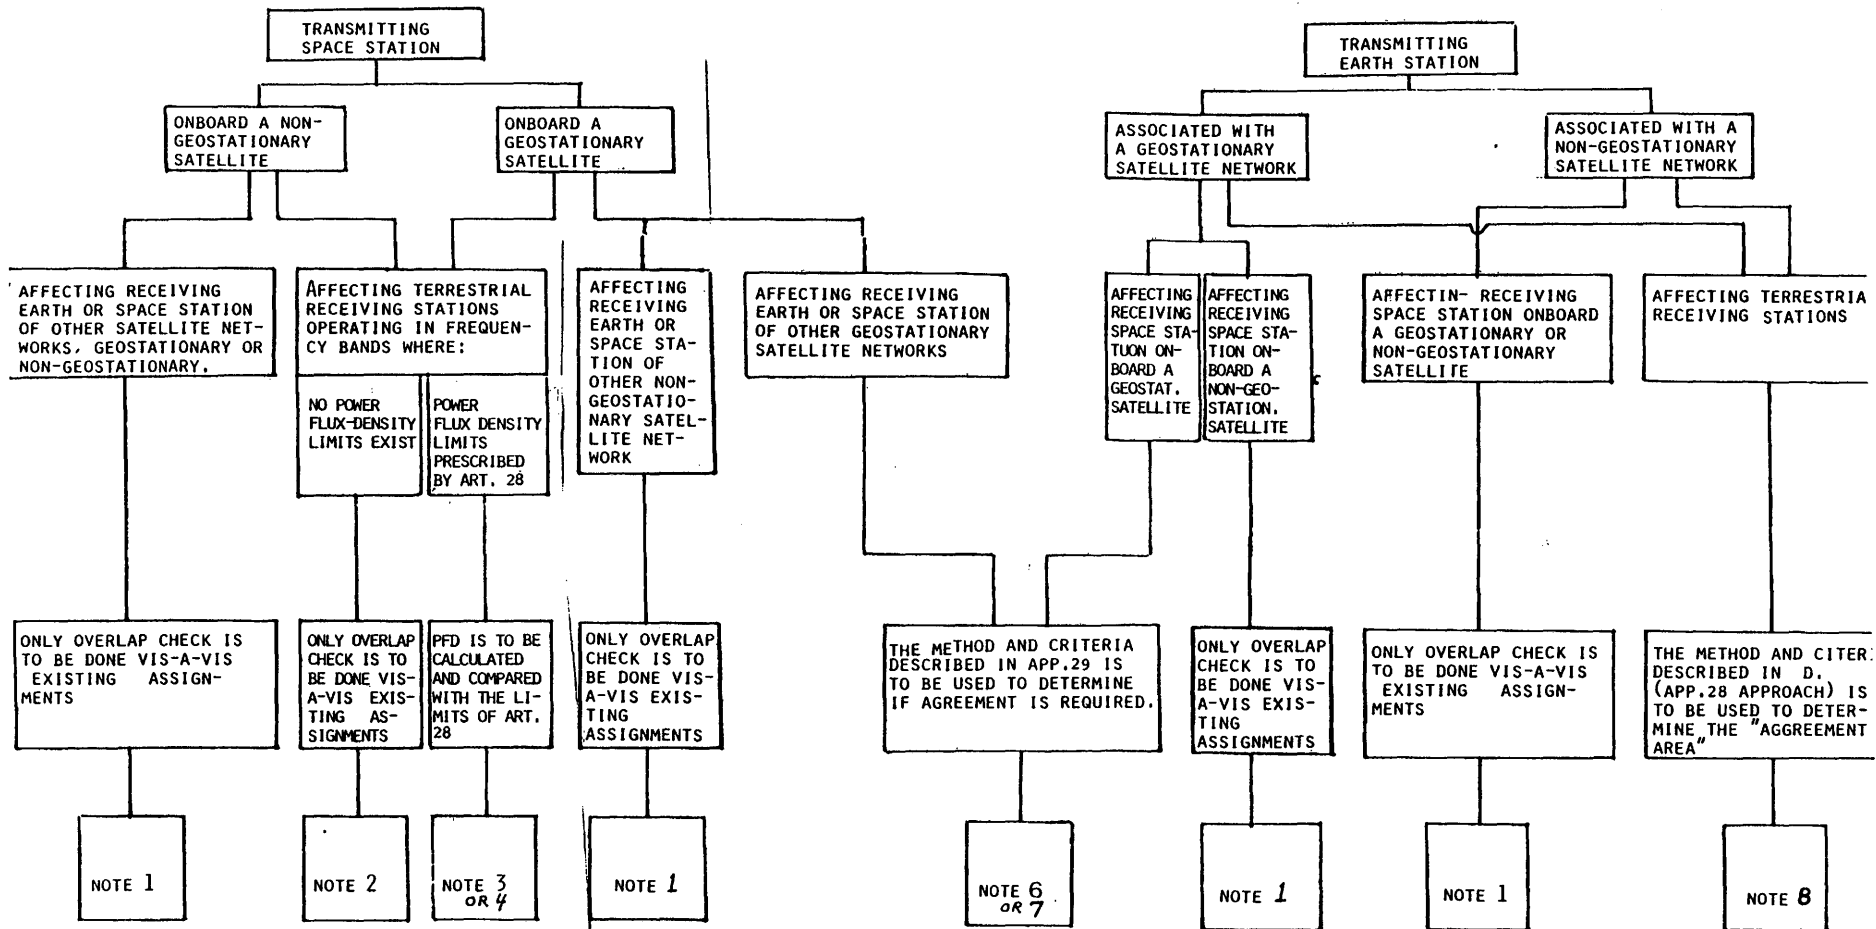 TRANSMITTING
SPACE STATION
TRANSMITTING
EARTH STATION
ONBOARD A NON-
GEOSTATIONARY
SATELLITE
ONBOARD A
GEOSTATIONARY
SATELLITE
ASSOCIATED WITH
A GEOSTATIONARY
SATELLITE NETWORK
ASSOCIATED WITH A
NON-GEOSTATIONARY
SATELLITE NETWORK
AFFECTING RECEIVING
EARTH OR SPACE STATION
OF OTHER SATELLITE NET-
WORKS, GEOSTATIONARY OR
NON-GEOSTATIONARY.
AFFECTING TERRESTRIAL
RECEIVING STATIONS
OPERATING IN FREQUEN-
CY BANDS WHERE:
NO POWER
FLUX-DENSITY
LIMITS EXIST
POWER
FLUX DENSITY
LIMITS
PRESCRIBED
BY ART. 28
AFFECTING
RECEIVING
EARTH OR
SPACE STA-
TION OF
OTHER NON-
GEOSTATIO-
NARY SATEL-
LITE NET-
WORK
AFFECTING RECEIVING
EARTH OR SPACE STATION
OF OTHER GEOSTATIONARY
SATELLITE NETWORKS
AFFECTING
RECEIVING
SPACE STA-
TUON ON-
BOARD A
GEOSTAT.
SATELLITE
AFFECTING
RECEIVING
SPACE STA-
TION ON-
BOARD A
NON-GEO-
STATION.
SATELLITE
AFFECTIN- RECEIVING
SPACE STATION ONBOARD
A GEOSTATIONARY OR
NON-GEOSTATIONARY
SATELLITE
AFFECTING TERRESTRIA
RECEIVING STATIONS
ONLY OVERLAP CHECK IS
TO BE DONE VIS-A-VIS
EXISTING ASSIGN-
MENTS
ONLY OVERLAP
CHECK IS TO
BE DONE VIS-
A-VIS EXIS-
TING AS-
SIGNMENTS
PFD IS TO BE
CALCULATED
AND COMPARED
WITH THE LI-
MITS OF ART.
28
ONLY OVERLAP
CHECK IS TO
BE DONE VIS-
A-VIS EXIS-
TING
ASSIGNMENTS
THE METHOD AND CRITERIA
DESCRIBED IN APP.29 IS
TO BE USED TO DETERMINE
IF AGREEMENT IS REQUIRED.
ONLY OVERLAP
CHECK IS TO
BE DONE VIS-
A-VIS EXIS-
TING
ASSIGNMENTS
ONLY OVERLAP CHECK IS
TO BE DONE VIS-A-VIS
EXISTING ASSIGN-
MENTS
THE METHOD AND CITERI
DESCRIBED IN D.
(APP.28 APPROACH) IS
TO BE USED TO DETER-
MINE THE "AGGREEMENT
AREA"
NOTE 1
NOTE 2
NOTE 3
OR 4
NOTE 1
NOTE 6
OR 7
NOTE 1
NOTE 1
NOTE 8